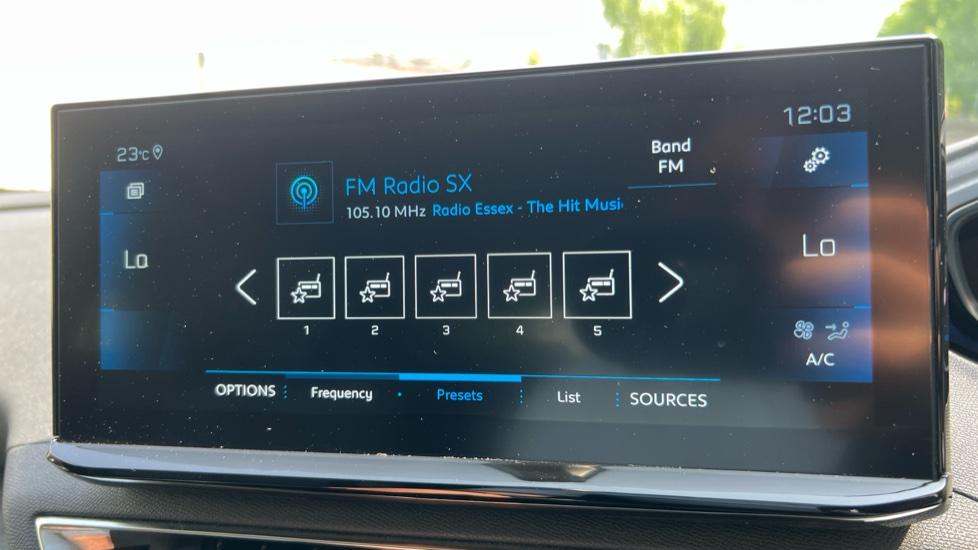 12:03
23°C
Band
FM
FM Radio SX
105.10 MHz Radio Essex - The Hit Musi
Lo
Lo
1 2 3 4 5
A/C
OPTIONS Frequency Presets List SOURCES